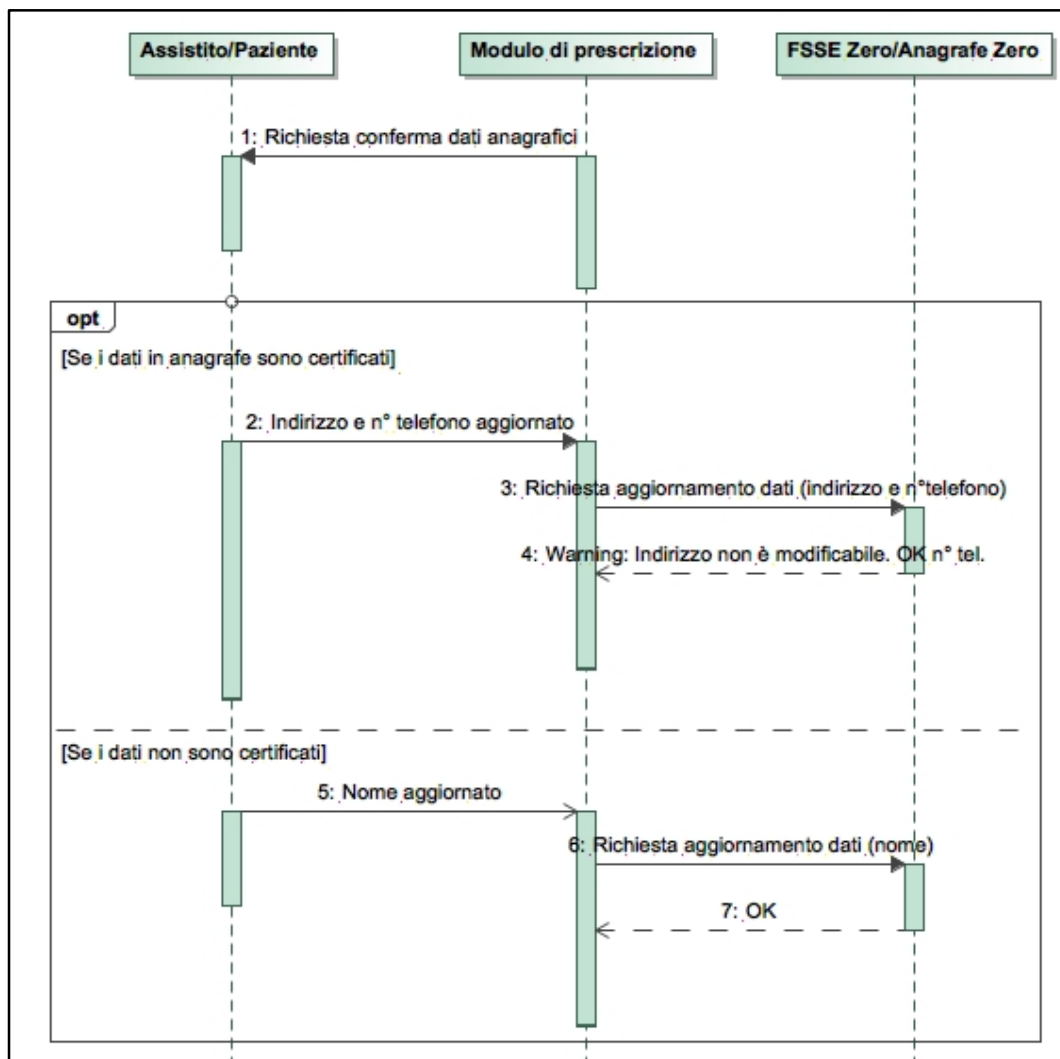 Assistito/Paziente
Modulo di prescrizione
FSSE Zero/Anagrafe Zero
1: Richiesta conferma dati anagrafici
opt
[Se i dati in anagrafe sono certificati]
2: Indirizzo e n° telefono aggiornato
3: Richiesta aggiornamento dati (indirizzo e n°telefono)
4: Warning: Indirizzo non è modificabile. OK n° tel.
[Se i dati non sono certificati]
5: Nome aggiornato
6: Richiesta aggiornamento dati (nome)
7: OK